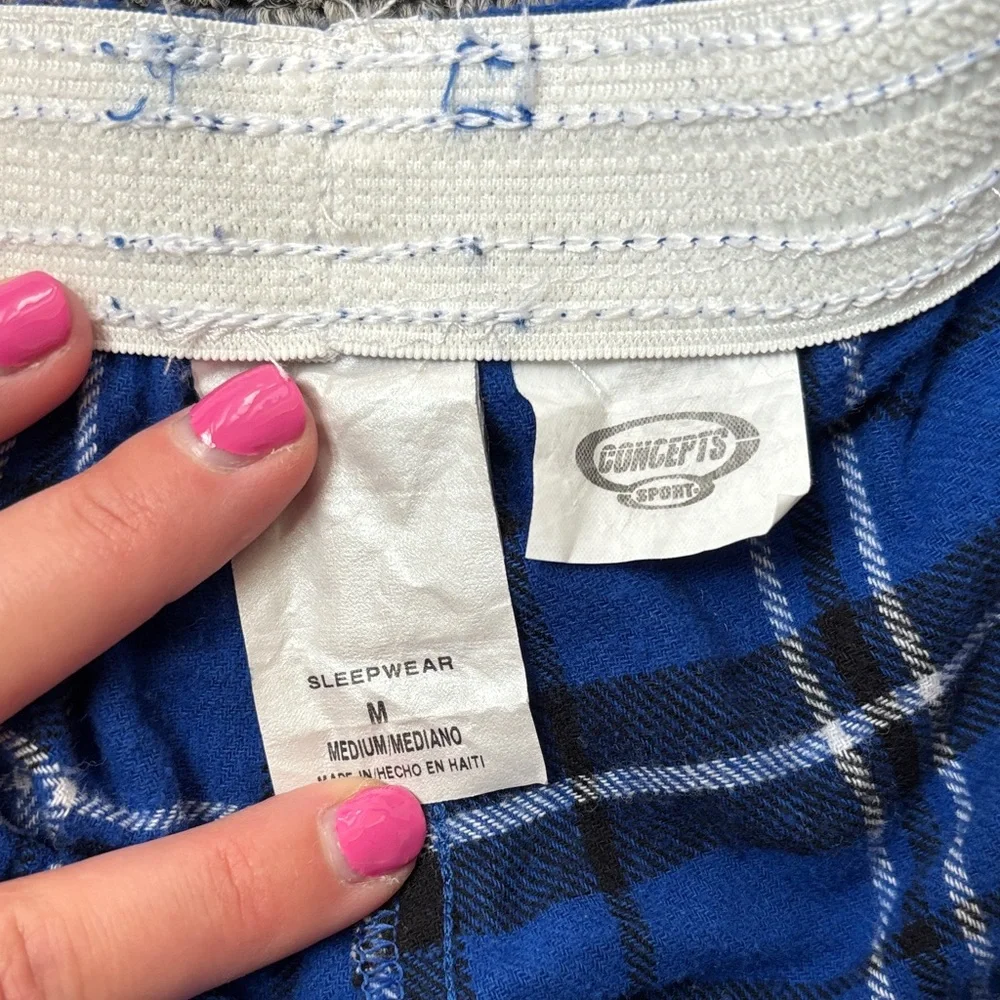 SLEEPWEAR
M
MEDIUM/MEDIANO
MADE IN/HECHO EN HAITI
CONCEPTS
SPORT